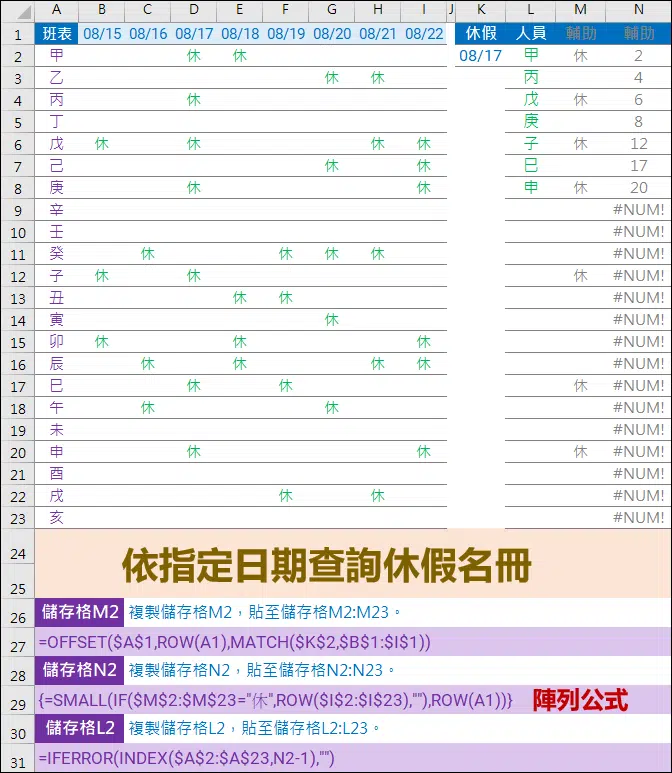 A B C D E F G H I J K L M N
1 班表 08/15 08/16 08/17 08/18 08/19 08/20 08/21 08/22 休假 人員 輔助 輔助
2 甲 休 休 08/17 甲 休 2
3 乙 休 休 丙 4
4 丙 休 戊 休 6
5 丁 庚 8
6 戊 休 休 休 休 子 休 12
7 己 休 休 巳 17
8 庚 休 休 申 休 20
9 辛 #NUM!
10 壬 #NUM!
11 癸 休 休 休 休 #NUM!
12 子 休 休 休 #NUM!
13 丑 休 休 #NUM!
14 寅 休 #NUM!
15 卯 休 休 休 #NUM!
16 辰 休 休 休 休 #NUM!
17 巳 休 休 休 #NUM!
18 午 休 休 #NUM!
19 未 #NUM!
20 申 休 休 休 #NUM!
21 酉 #NUM!
22 戌 休 休 #NUM!
23 亥 #NUM!
24
依指定日期查詢休假名冊
25
26 儲存格M2 複製儲存格M2，貼至儲存格M2:M23。
27 =OFFSET($A$1,ROW(A1),MATCH($K$2,$B$1:$I$1))
28 儲存格N2 複製儲存格N2，貼至儲存格N2:N23。
29 {=SMALL(IF($M$2:$M$23="休",ROW($I$2:$I$23),""),ROW(A1))} 陣列公式
30 儲存格L2 複製儲存格L2，貼至儲存格L2:L23。
31 =IFERROR(INDEX($A$2:$A$23,N2-1),"")